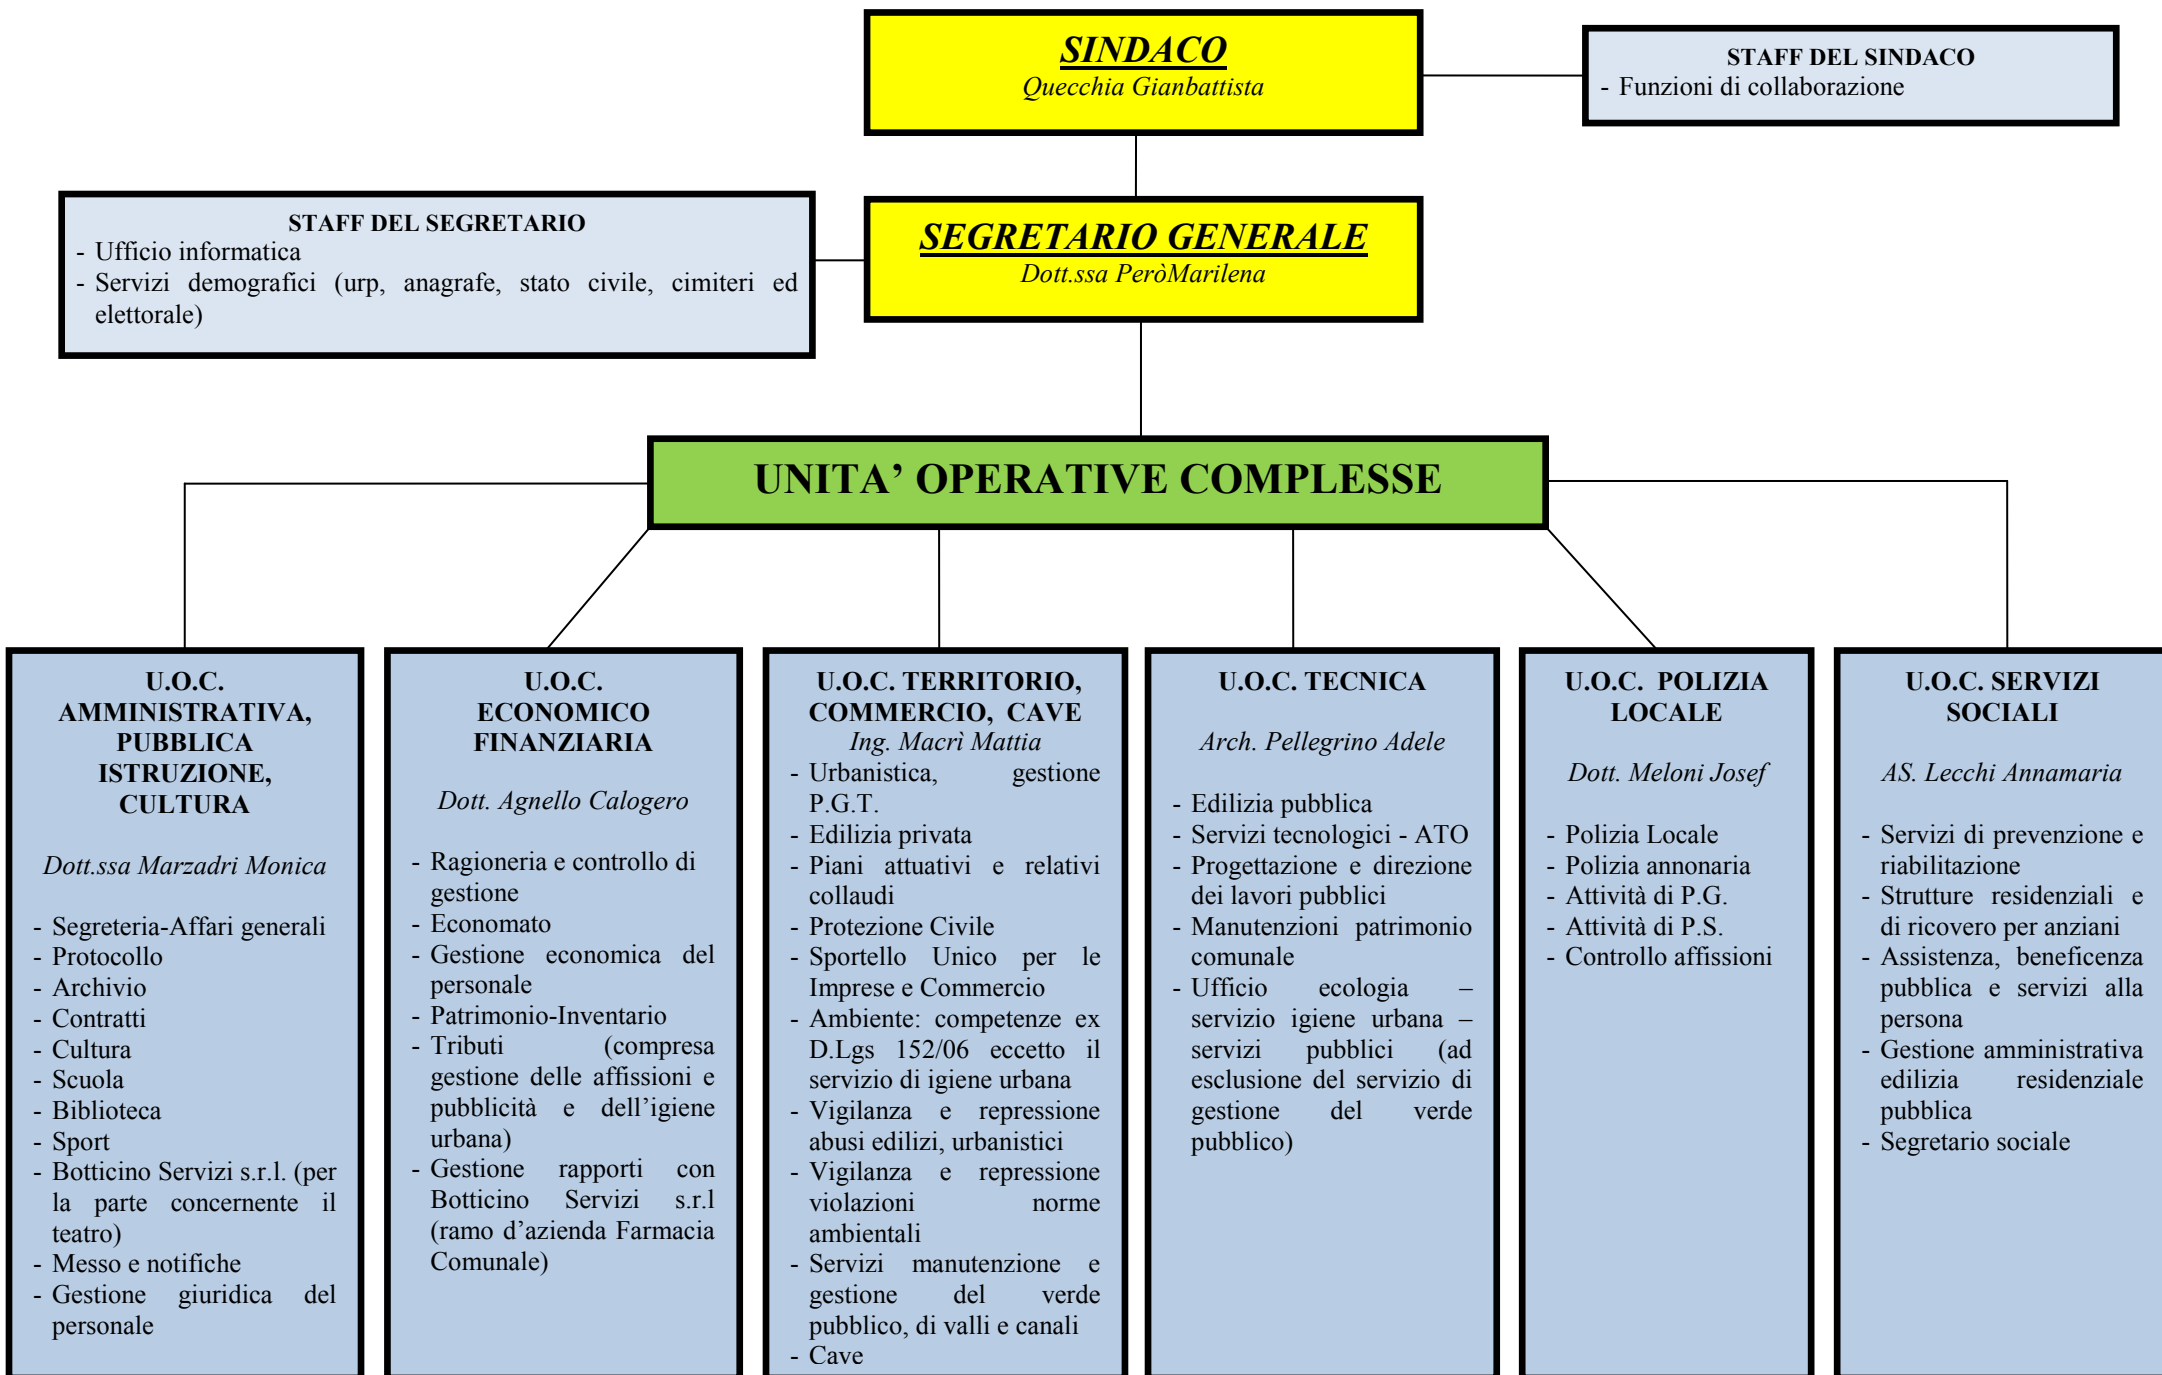 SINDACO
Quecchia Gianbattista
STAFF DEL SINDACO
- Funzioni di collaborazione
STAFF DEL SEGRETARIO
- Ufficio informatica
- Servizi demografici (urp, anagrafe, stato civile, cimiteri ed
elettorale)
SEGRETARIO GENERALE
Dott.ssa PeròMarilena
UNITA’ OPERATIVE COMPLESSE
U.O.C.
AMMINISTRATIVA,
PUBBLICA
ISTRUZIONE,
CULTURA
Dott.ssa Marzadri Monica
- Segreteria-Affari generali
- Protocollo
- Archivio
- Contratti
- Cultura
- Scuola
- Biblioteca
- Sport
- Botticino Servizi s.r.l. (per
la parte concernente il
teatro)
- Messo e notifiche
- Gestione giuridica del
personale
U.O.C.
ECONOMICO
FINANZIARIA
Dott. Agnello Calogero
- Ragioneria e controllo di
gestione
- Economato
- Gestione economica del
personale
- Patrimonio-Inventario
- Tributi (compresa
gestione delle affissioni e
pubblicità e dell’igiene
urbana)
- Gestione rapporti con
Botticino Servizi s.r.l
(ramo d’azienda Farmacia
Comunale)
U.O.C. TERRITORIO,
COMMERCIO, CAVE
Ing. Macrì Mattia
- Urbanistica, gestione
P.G.T.
- Edilizia privata
- Piani attuativi e relativi
collaudi
- Protezione Civile
- Sportello Unico per le
Imprese e Commercio
- Ambiente: competenze ex
D.Lgs 152/06 eccetto il
servizio di igiene urbana
- Vigilanza e repressione
abusi edilizi, urbanistici
- Vigilanza e repressione
violazioni norme
ambientali
- Servizi manutenzione e
gestione del verde
pubblico, di valli e canali
- Cave
U.O.C. TECNICA
Arch. Pellegrino Adele
- Edilizia pubblica
- Servizi tecnologici - ATO
- Progettazione e direzione
dei lavori pubblici
- Manutenzioni patrimonio
comunale
- Ufficio ecologia –
servizio igiene urbana –
servizi pubblici (ad
esclusione del servizio di
gestione del verde
pubblico)
U.O.C. POLIZIA
LOCALE
Dott. Meloni Josef
- Polizia Locale
- Polizia annonaria
- Attività di P.G.
- Attività di P.S.
- Controllo affissioni
U.O.C. SERVIZI
SOCIALI
AS. Lecchi Annamaria
- Servizi di prevenzione e
riabilitazione
- Strutture residenziali e
di ricovero per anziani
- Assistenza, beneficenza
pubblica e servizi alla
persona
- Gestione amministrativa
edilizia residenziale
pubblica
- Segretario sociale